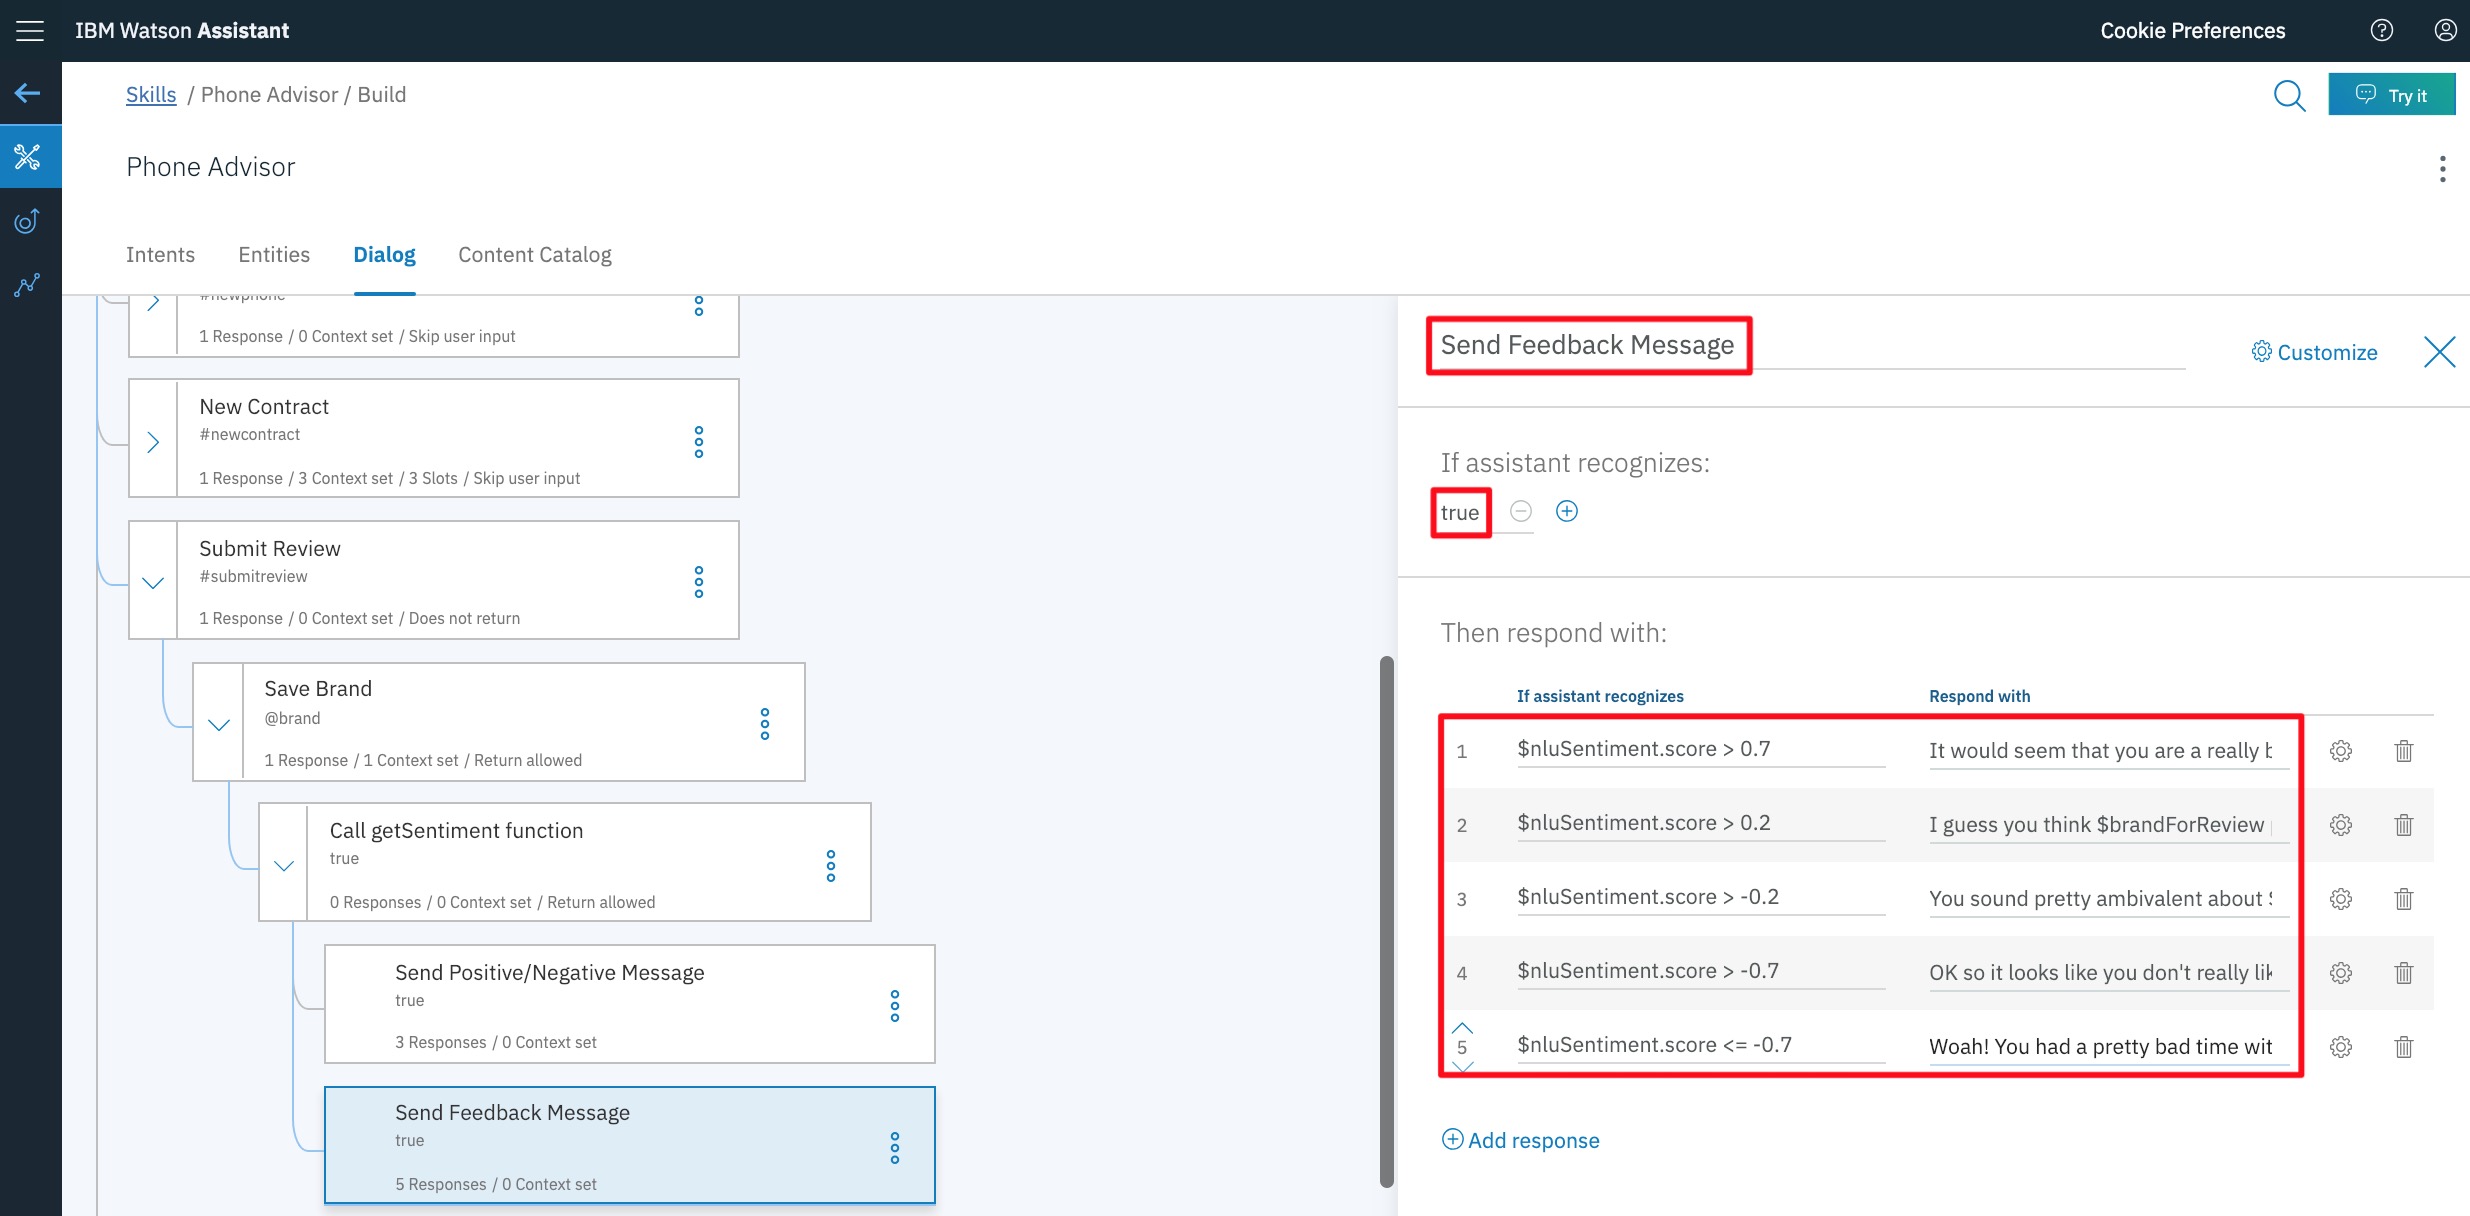 IBM Watson Assistant
Cookie Preferences
Skills / Phone Advisor / Build
Try it
Phone Advisor
Intents
Entities
Dialog
Content Catalog
#newphone
1 Response / 0 Context set / Skip user input
New Contract
#newcontract
1 Response / 3 Context set / 3 Slots / Skip user input
Submit Review
#submitreview
1 Response / 0 Context set / Does not return
Save Brand
@brand
1 Response / 1 Context set / Return allowed
Call getSentiment function
true
0 Responses / 0 Context set / Return allowed
Send Positive/Negative Message
true
3 Responses / 0 Context set
Send Feedback Message
true
5 Responses / 0 Context set
Send Feedback Message
Customize
If assistant recognizes:
true
Then respond with:
If assistant recognizes Respond with
1 $nluSentiment.score > 0.7 It would seem that you are a really
2 $nluSentiment.score > 0.2 I guess you think $brandForReview
3 $nluSentiment.score > -0.2 You sound pretty ambivalent about
4 $nluSentiment.score > -0.7 OK so it looks like you don't really
5 $nluSentiment.score <= -0.7 Woah! You had a pretty bad time wit
Add response